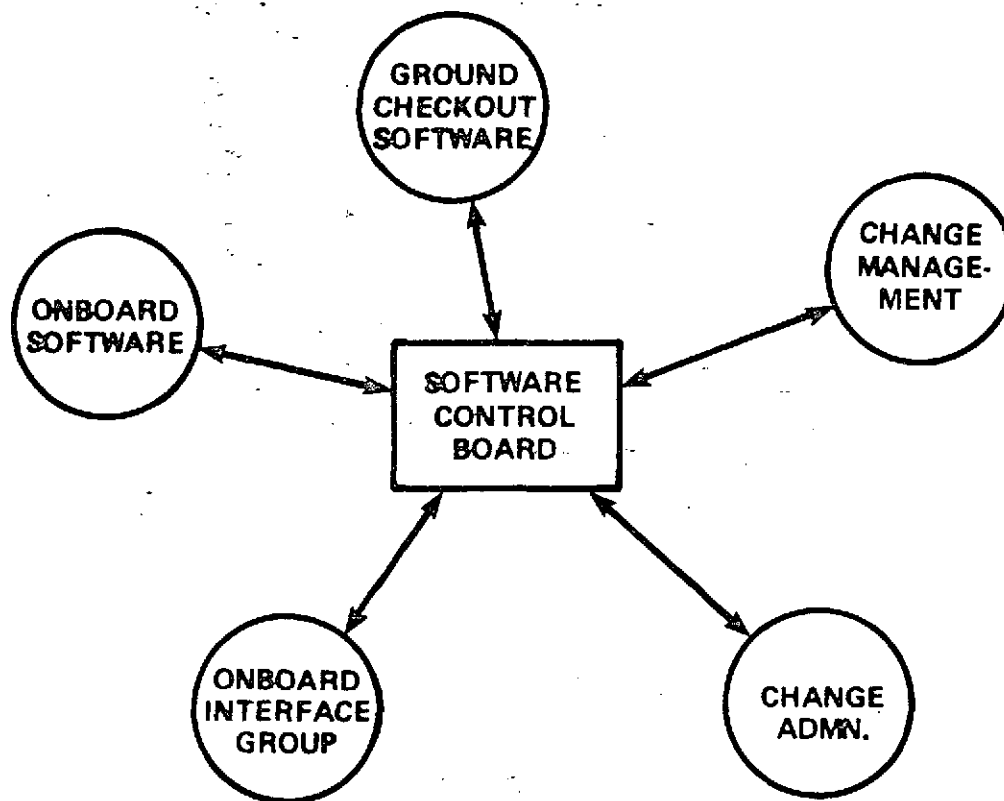 GROUND
CHECKOUT
SOFTWARE
CHANGE
MANAGE-
MENT
ONBOARD
SOFTWARE
SOFTWARE
CONTROL
BOARD
ONBOARD
INTERFACE
GROUP
CHANGE
ADMN.